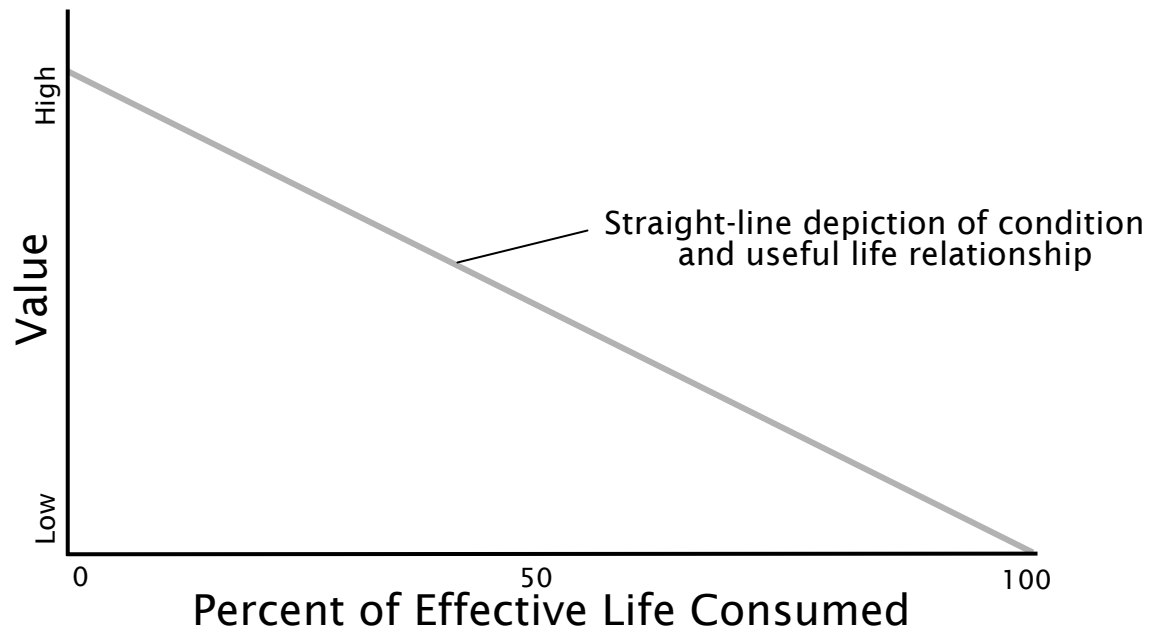 High
Straight-line depiction of condition
and useful life relationship
Value
Low
0
50
100
Percent of Effective Life Consumed